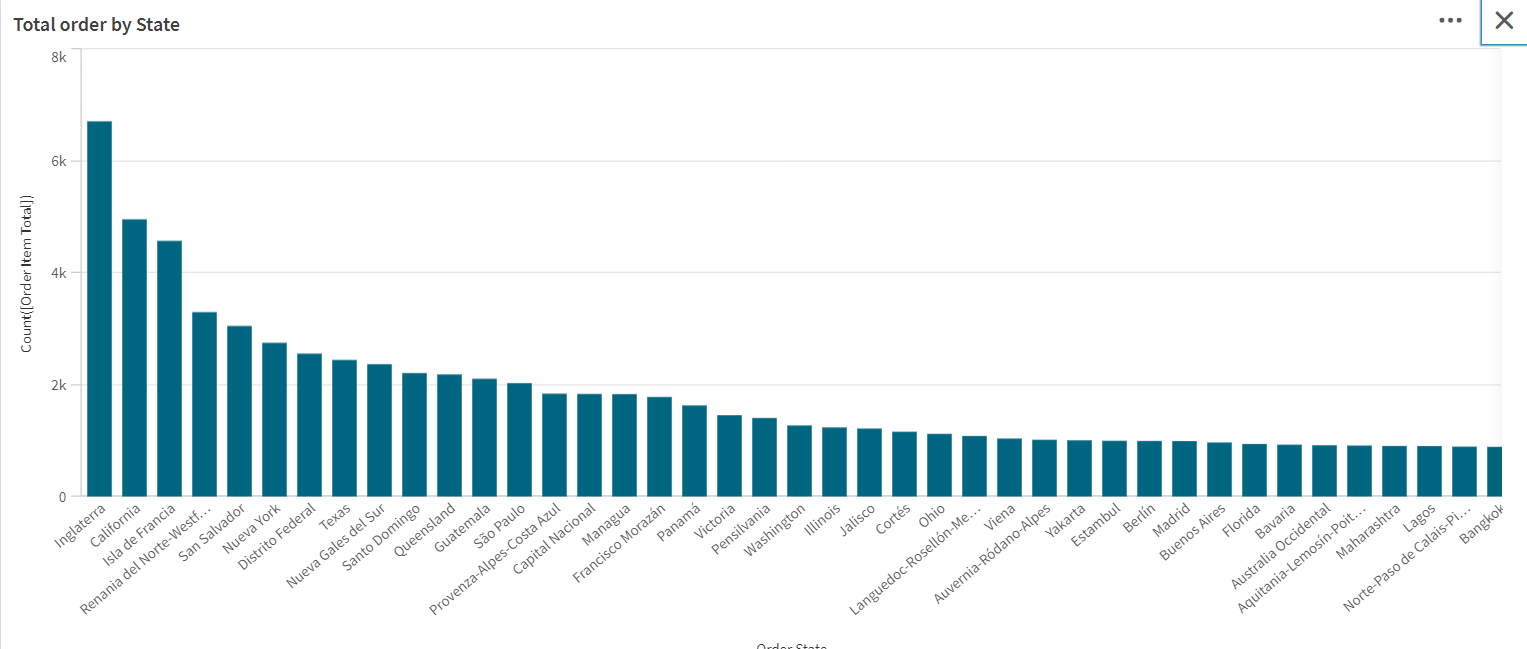 Total order by State
8k
6k
4k
2k
0
Count([Order Item Total])
Inglaterra
California
Isla de Francia
Renania del Norte-Westf…
San Salvador
Nueva York
Distrito Federal
Texas
Nueva Gales del Sur
Santo Domingo
Queensland
Guatemala
São Paulo
Provenza-Alpes-Costa Azul
Capital Nacional
Managua
Francisco Morazán
Panamá
Victoria
Pensilvania
Washington
Illinois
Jalisco
Cortés
Ohio
Languedoc-Rosellón-Me…
Viena
Auvernia-Ródano-Alpes
Yakarta
Estambul
Berlín
Madrid
Buenos Aires
Florida
Bavaria
Australia Occidental
Aquitania-Lemosín-Poit…
Maharashtra
Lagos
Norte-Paso de Calais-Pi…
Bangkok
Order State